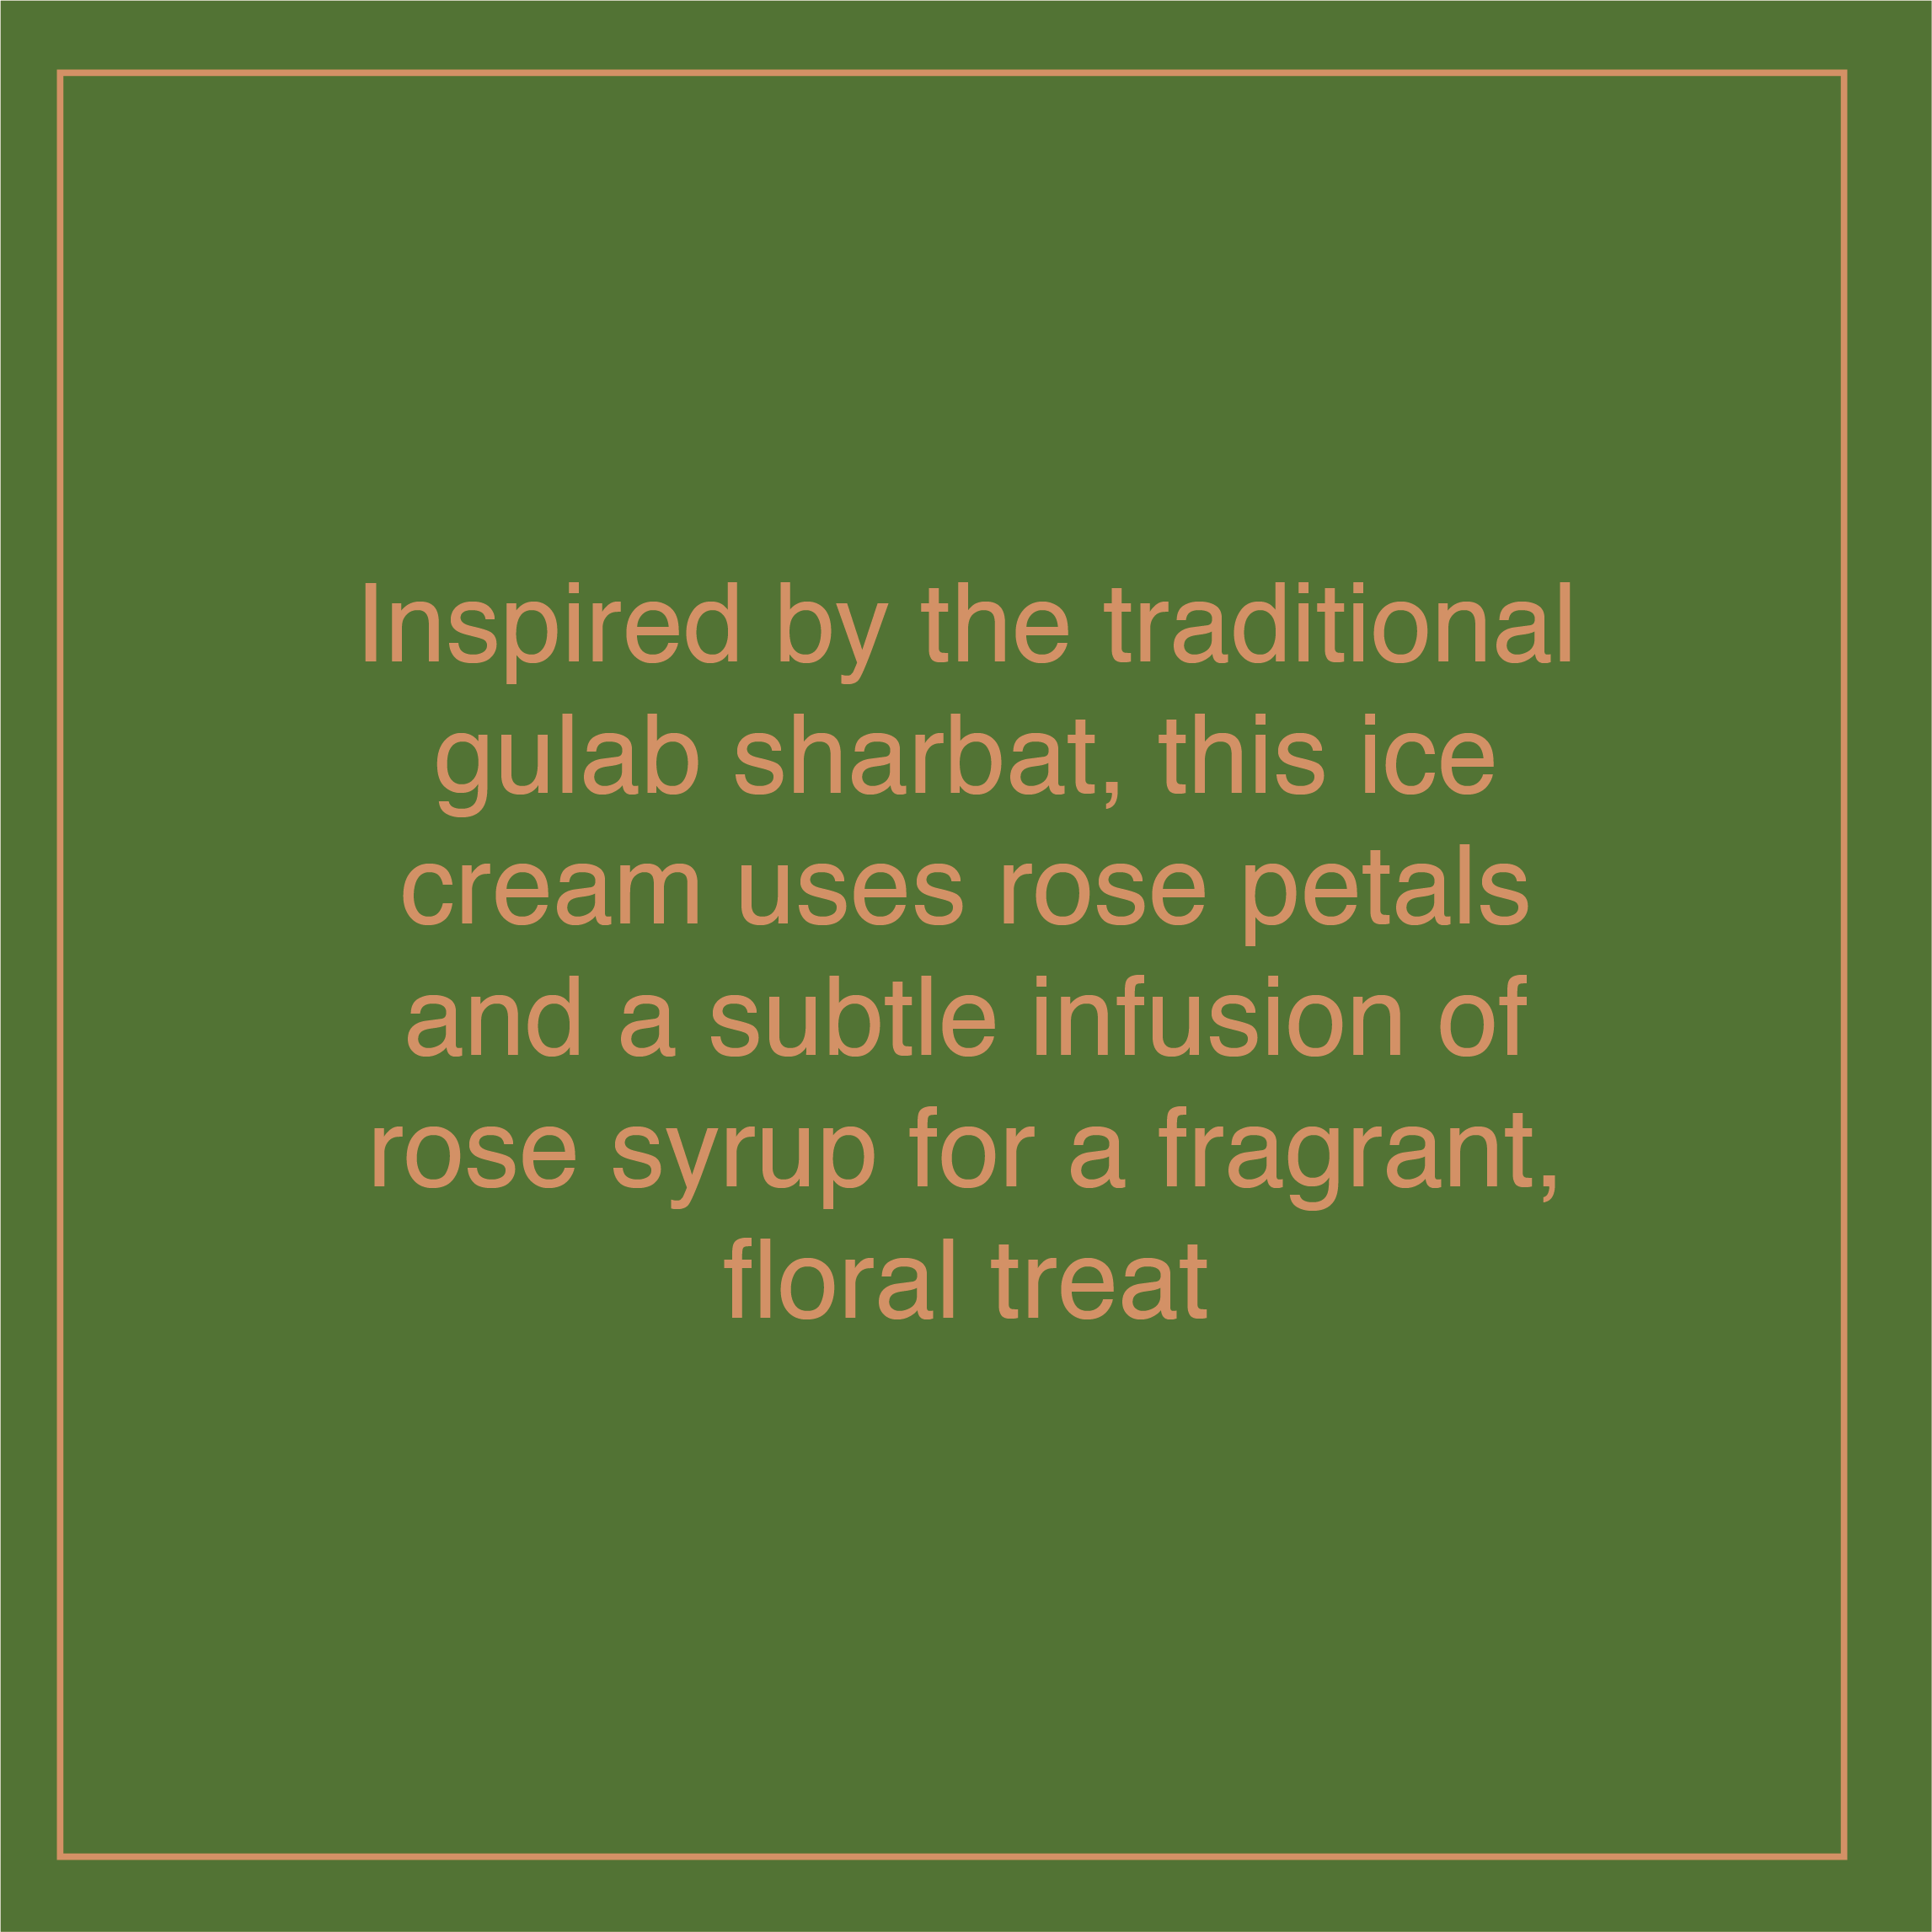 Inspired by the traditional
gulab sharbat, this ice
cream uses rose petals
and a subtle infusion of
rose syrup for a fragrant,
floral treat